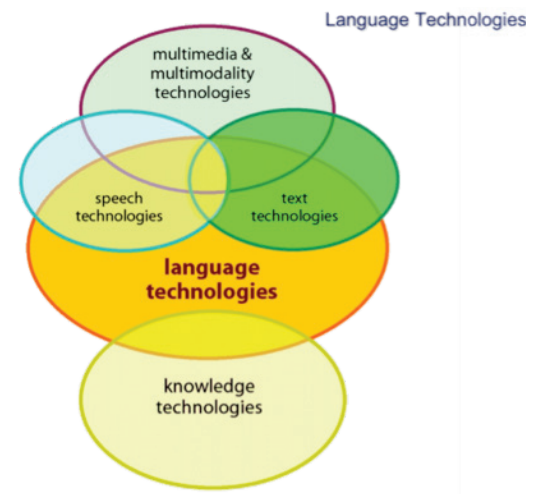 Language Technologies
multimedia &
multimodality
technologies
speech
technologies
text
technologies
language
technologies
knowledge
technologies